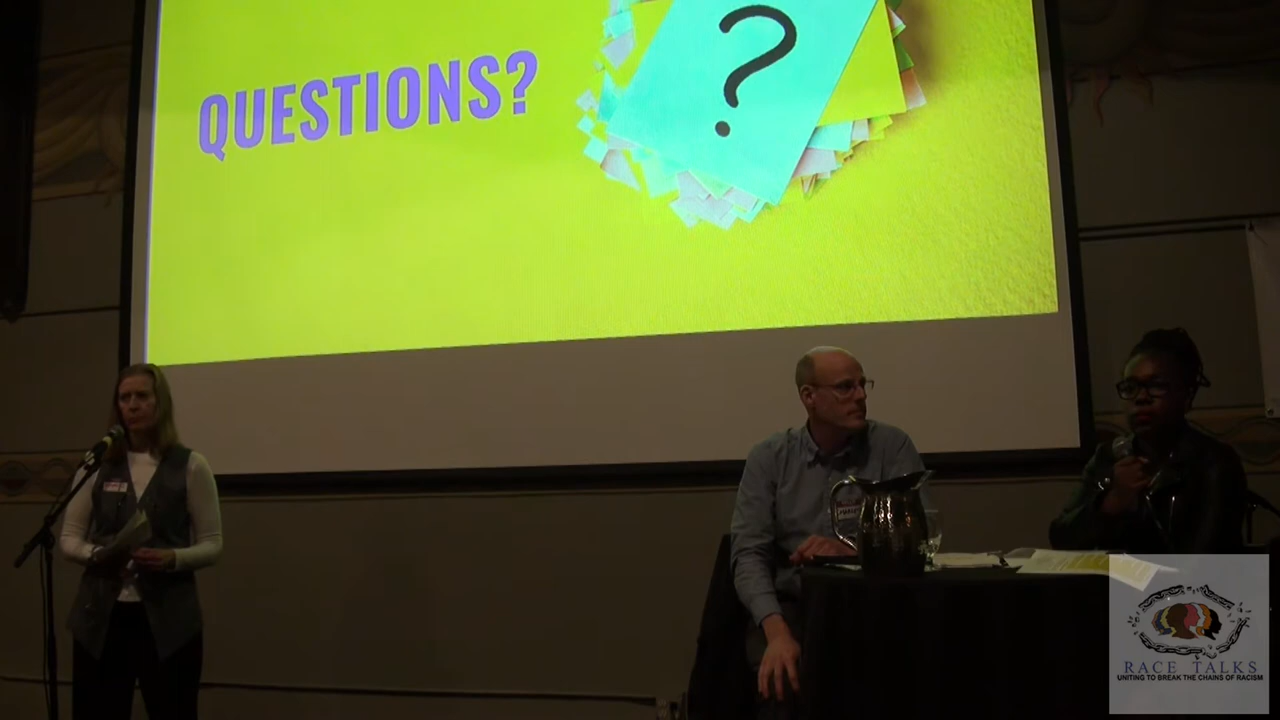 QUESTIONS?
?
RACE TALKS
UNITING TO BREAK THE CHAINS OF RACISM